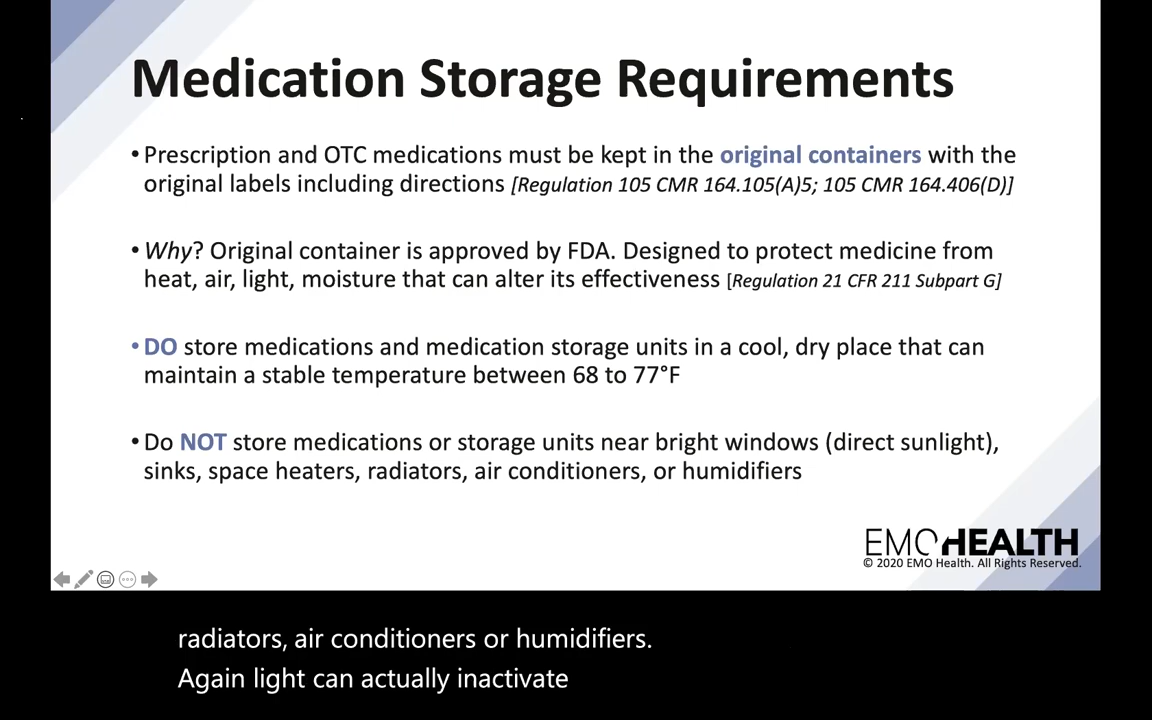 Medication Storage Requirements
•Prescription and OTC medications must be kept in the original containers with the
original labels including directions [Regulation 105 CMR 164.105(A)5; 105 CMR 164.406(D)]
•Why? Original container is approved by FDA. Designed to protect medicine from
heat, air, light, moisture that can alter its effectiveness [Regulation 21 CFR 211 Subpart G]
•DO store medications and medication storage units in a cool, dry place that can
maintain a stable temperature between 68 to 77°F
•Do NOT store medications or storage units near bright windows (direct sunlight),
sinks, space heaters, radiators, air conditioners, or humidifiers
EMOHEALTH
© 2020 EMO Health. All Rights Reserved.
radiators, air conditioners or humidifiers.
Again light can actually inactivate